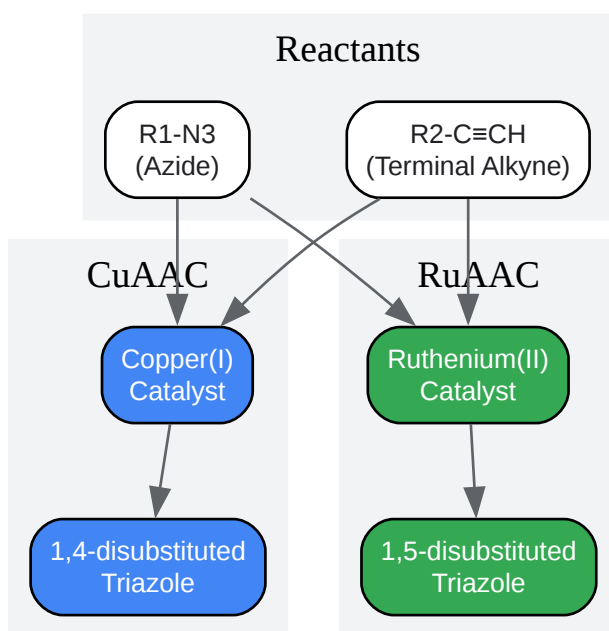 Reactants
R1-N3
(Azide)
R2-C≡CH
(Terminal Alkyne)
CuAAC
RuAAC
Copper(I)
Catalyst
Ruthenium(II)
Catalyst
1,4-disubstituted
Triazole
1,5-disubstituted
Triazole